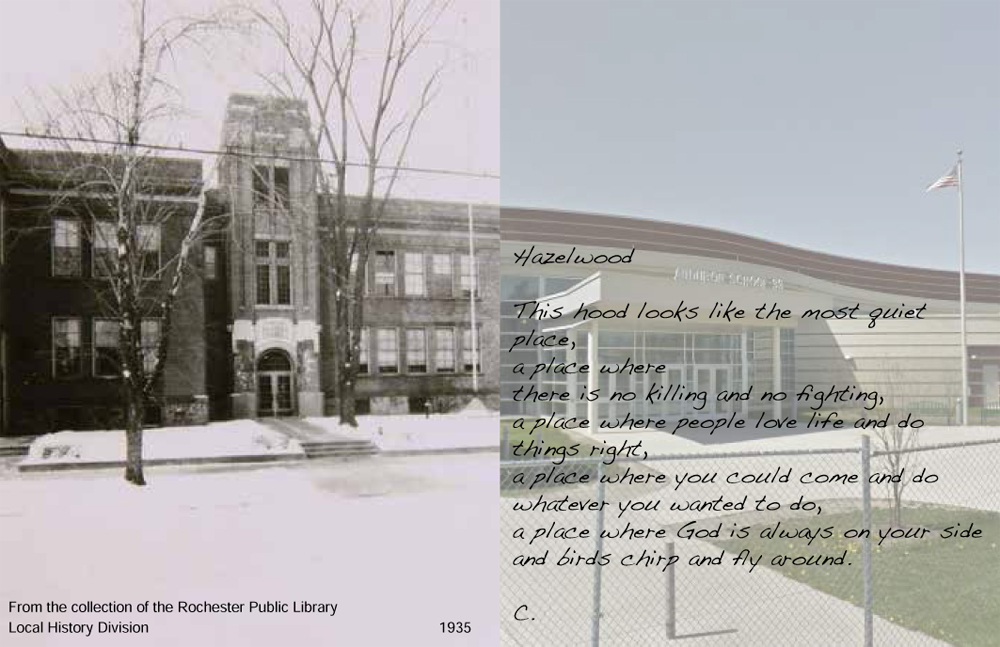 From the collection of the Rochester Public Library
Local History Division
1935
Hazelwood
This hood looks like the most quiet
place,
a place where
there is no killing and no fighting,
a place where people love life and do
things right,
a place where you could come and do
whatever you wanted to do,
a place where God is always on your side
and birds chirp and fly around.
C.